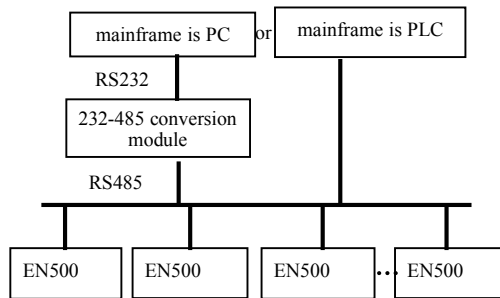 mainframe is PC or mainframe is PLC
RS232
232-485 conversion
module
RS485
EN500 EN500 EN500 ... EN500